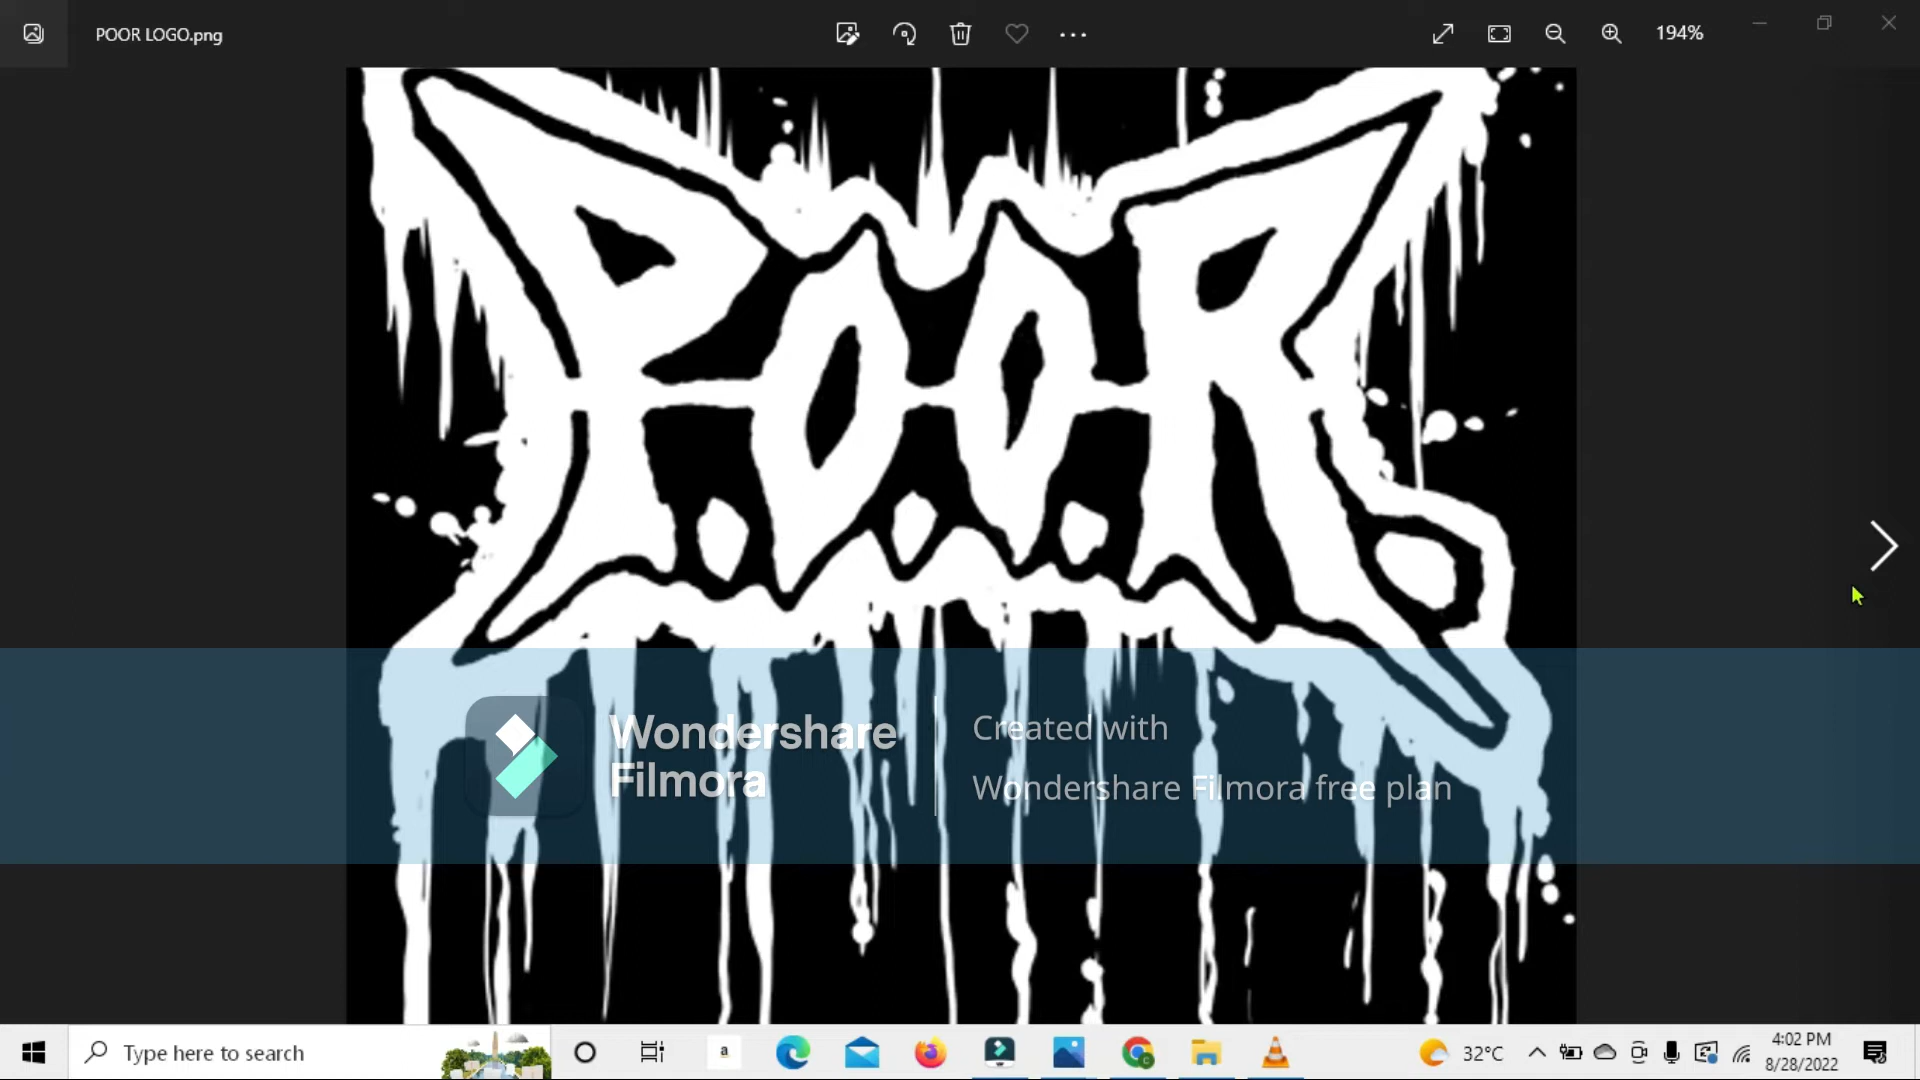 POOR LOGO.png
194%
P.O.O.R
Wondershare
Filmora
Created with
Wondershare Filmora free plan
Type here to search
a
32°C
4:02 PM
8/28/2022